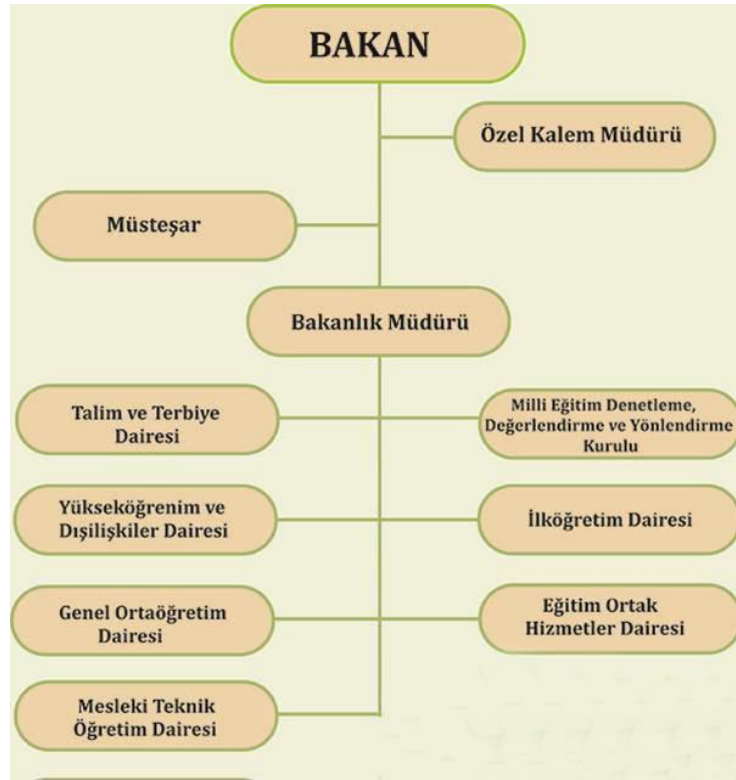 BAKAN
Özel Kalem Müdürü
Müsteşar
Bakanlık Müdürü
Talim ve Terbiye
Dairesi
Milli Eğitim Denetleme,
Değerlendirme ve Yönlendirme
Kurulu
Yükseköğrenim ve
Dışilişkiler Dairesi
İlköğretim Dairesi
Genel Ortaöğretim
Dairesi
Eğitim Ortak
Hizmetler Dairesi
Mesleki Teknik
Öğretim Dairesi